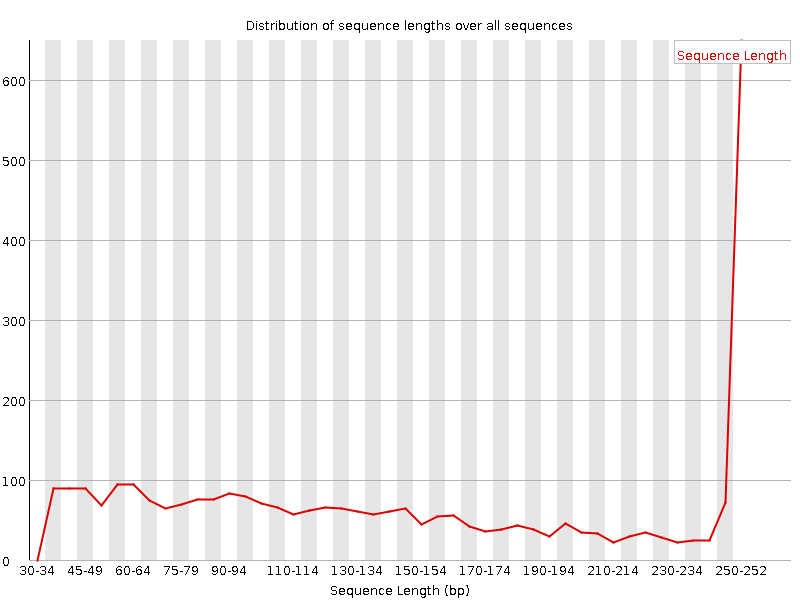 Distribution of sequence lengths over all sequences
Sequence Length
600
500
400
300
200
100
0
30-34 45-49 60-64 75-79 90-94 110-114 130-134 150-154 170-174 190-194 210-214 230-234 250-252
Sequence Length (bp)